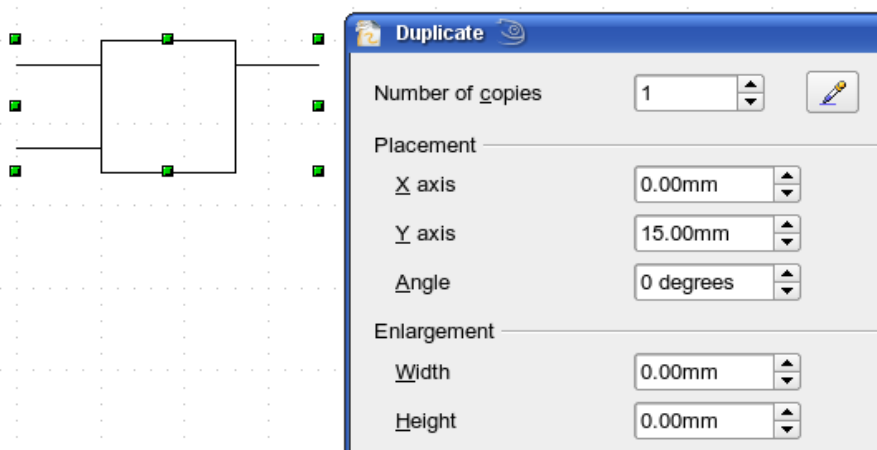 Duplicate
Number of copies 1
Placement
X axis 0.00mm
Y axis 15.00mm
Angle 0 degrees
Enlargement
Width 0.00mm
Height 0.00mm